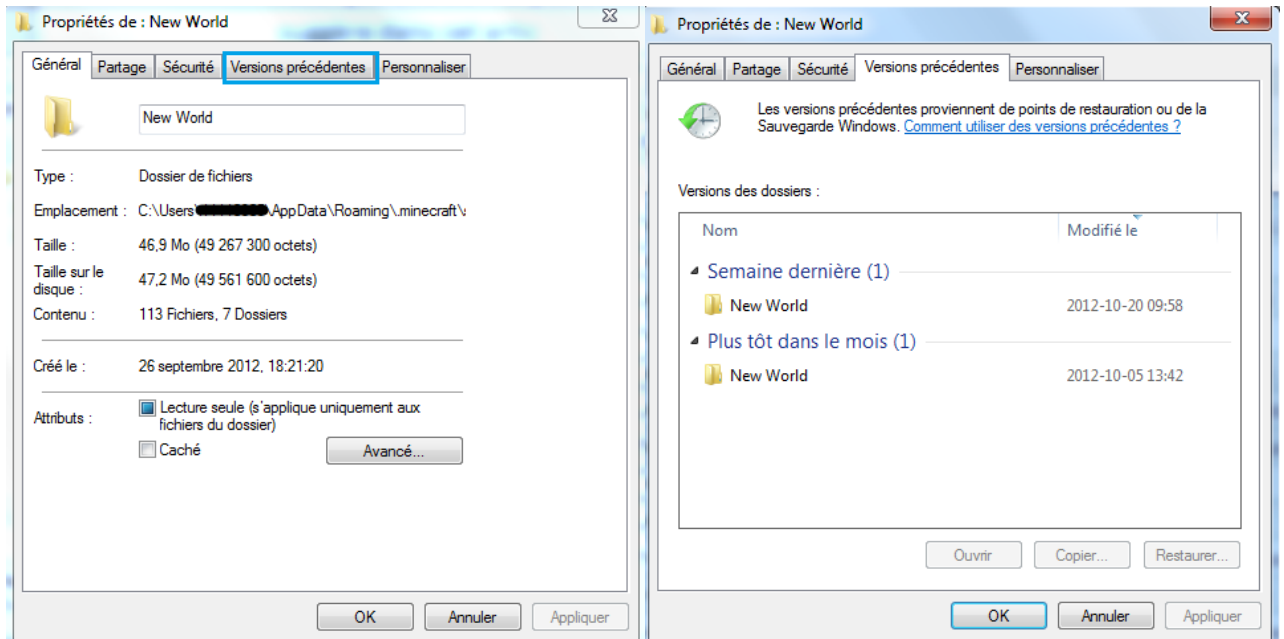 Propriétés de : New World
Général Partage Sécurité Versions précédentes Personnaliser
New World
Type : Dossier de fichiers
Emplacement : C:\Users\AppData\Roaming\.minecraft\
Taille : 46,9 Mo (49 267 300 octets)
Taille sur le
disque : 47,2 Mo (49 561 600 octets)
Contenu : 113 Fichiers, 7 Dossiers
Créé le : 26 septembre 2012, 18:21:20
Attributs : Lecture seule (s'applique uniquement aux
fichiers du dossier)
Caché Avancé...
OK Annuler Appliquer
Propriétés de : New World
Général Partage Sécurité Versions précédentes Personnaliser
Les versions précédentes proviennent de points de restauration ou de la
Sauvegarde Windows. Comment utiliser des versions précédentes ?
Versions des dossiers :
Nom Modifié le
Semaine dernière (1)
New World 2012-10-20 09:58
Plus tôt dans le mois (1)
New World 2012-10-05 13:42
Ouvrir Copier... Restaurer...
OK Annuler Appliquer